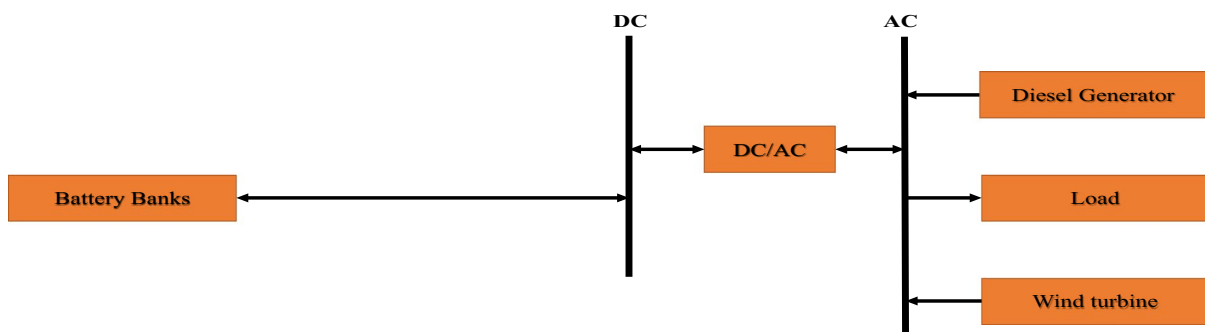 DC
AC
Diesel Generator
DC/AC
Battery Banks
Load
Wind turbine